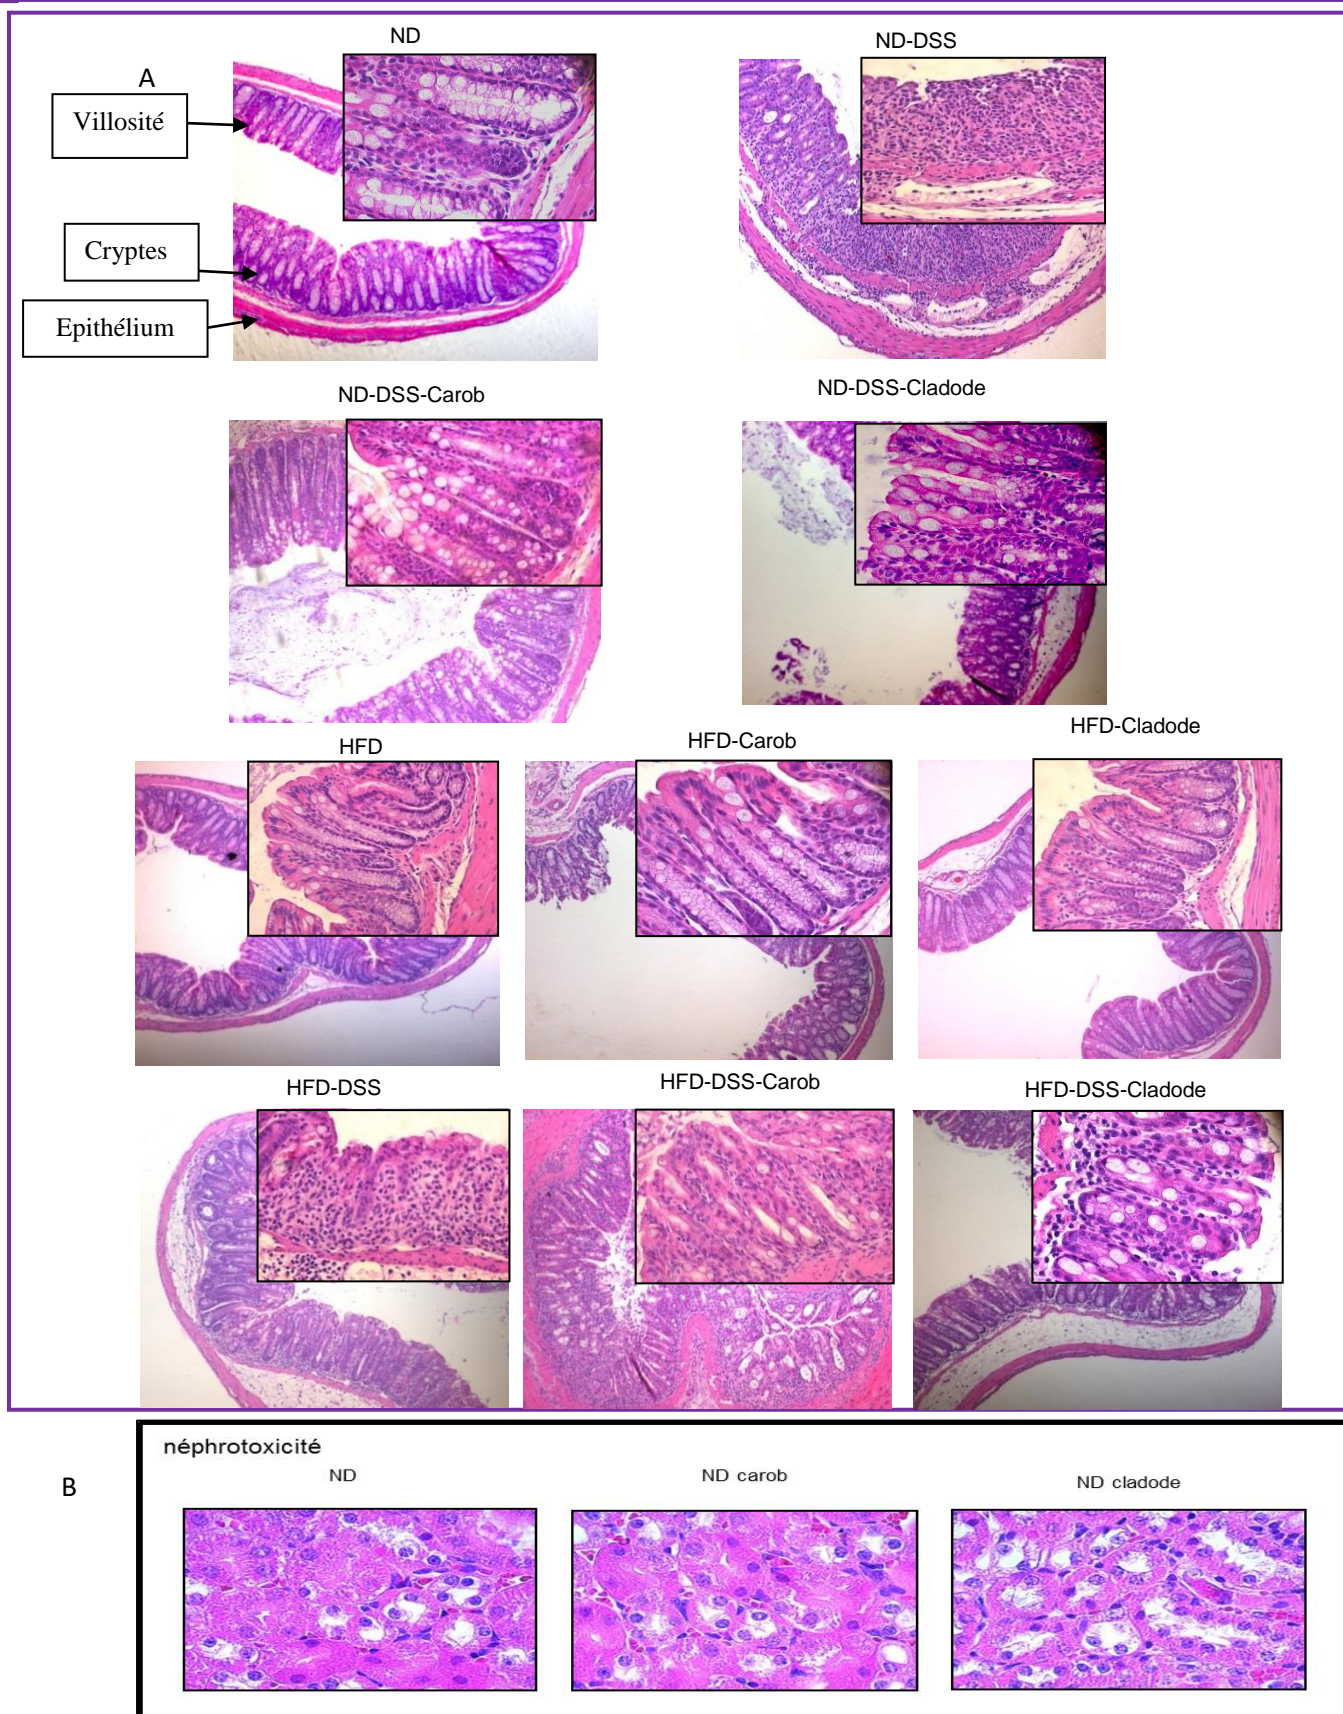 ND
ND-DSS
A
Villosité
Cryptes
Epithélium
ND-DSS-Carob
ND-DSS-Cladode
HFD
HFD-Carob
HFD-Cladode
HFD-DSS
HFD-DSS-Carob
HFD-DSS-Cladode
B
néphrotoxicité
ND
ND carob
ND cladode